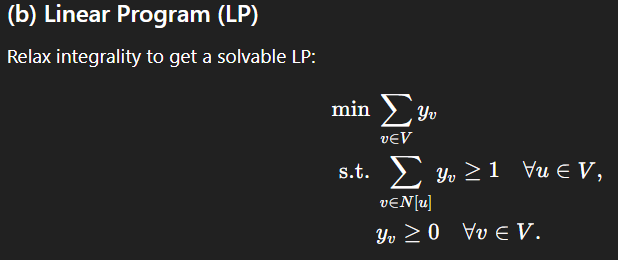 (b) Linear Program (LP)
Relax integrality to get a solvable LP:
min ∑_{v∈V} y_v
s.t. ∑_{v∈N[u]} y_v ≥ 1 ∀u ∈ V,
y_v ≥ 0 ∀v ∈ V.